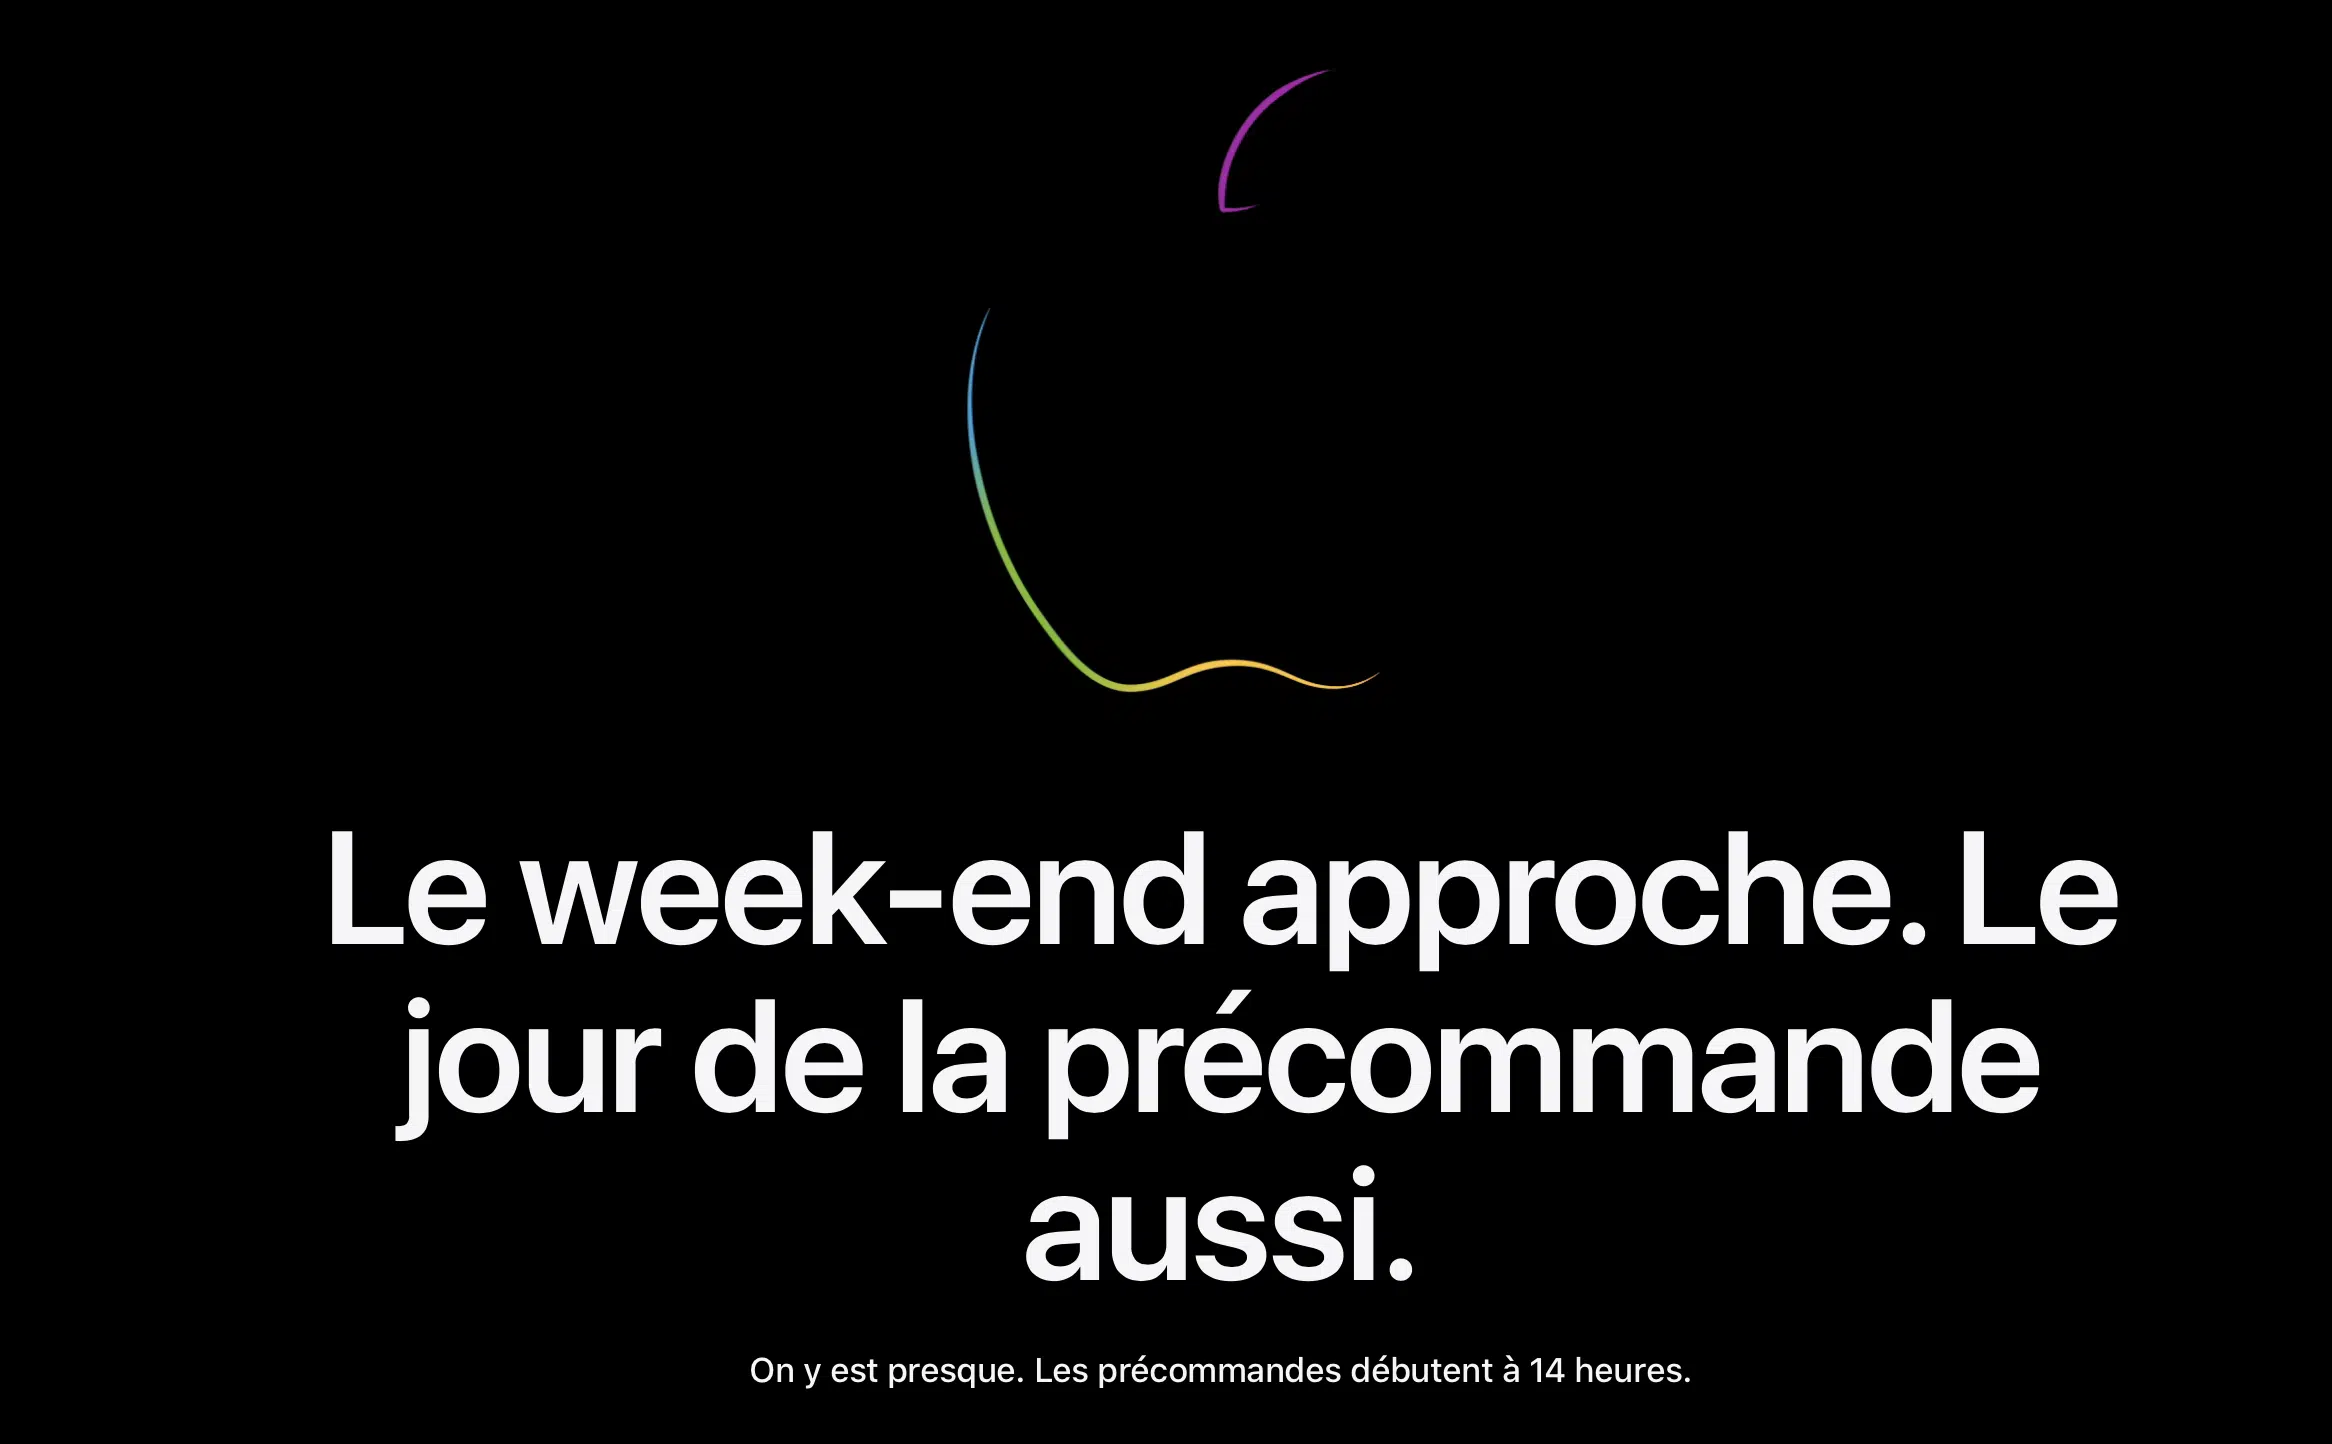 Le week-end approche. Le
jour de la précommande
aussi.
On y est presque. Les précommandes débutent à 14 heures.